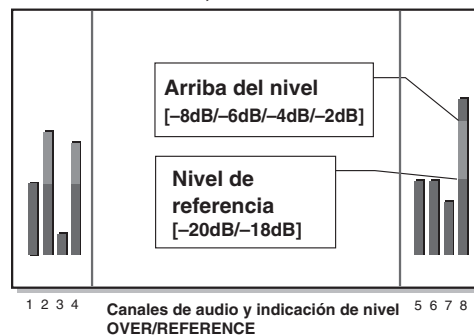 Arriba del nivel
[–8dB/–6dB/–4dB/–2dB]
Nivel de
referencia
[–20dB/–18dB]
1 2 3 4
5 6 7 8
Canales de audio y indicación de nivel
OVER/REFERENCE